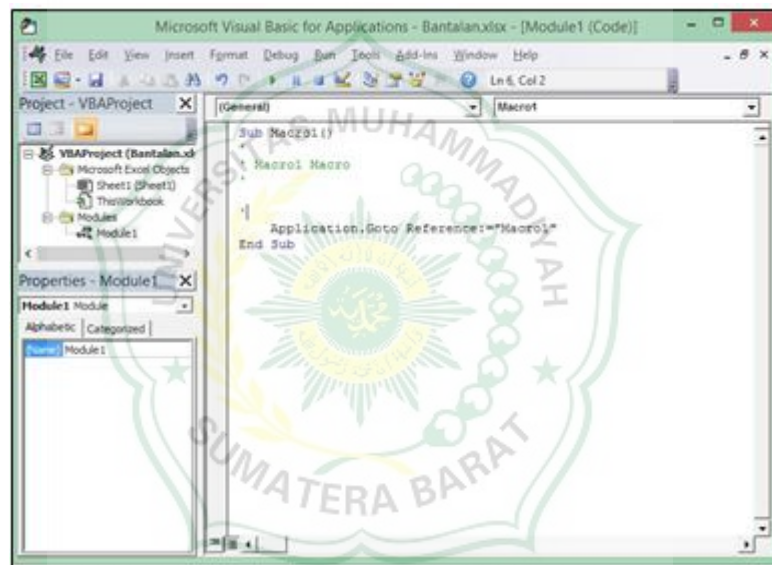 Microsoft Visual Basic for Applications - Bantalan.xlsx - [Module1 (Code)]
File Edit View Insert Format Debug Run Tools Add-Ins Window Help
Ln 6, Col 2
Project - VBAProject
(General)
Macro1
VBAProject (Bantalan.xl
Microsoft Excel Objects
Sheet1 (Sheet1)
ThisWorkbook
Modules
Module1
Sub Macro1()
'
' Macro1 Macro
'
'
Application.Goto Reference:="Macro1"
End Sub
Properties - Module1
Module1 Module
Alphabetic Categorized
(Name) Module1
UNIVERSITAS MUHAMMADIYAH
SUMATERA BARAT